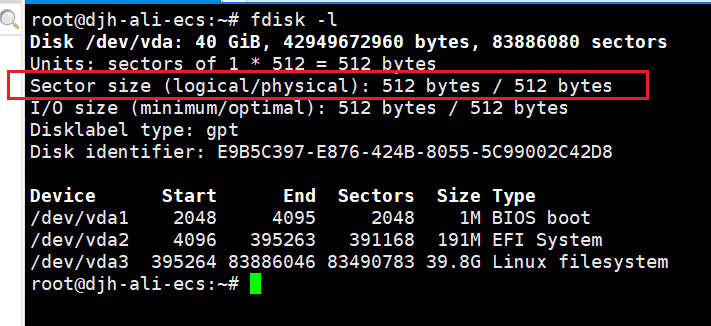 root@djh-ali-ecs:~# fdisk -l
Disk /dev/vda: 40 GiB, 42949672960 bytes, 83886080 sectors
Units: sectors of 1 * 512 = 512 bytes
Sector size (logical/physical): 512 bytes / 512 bytes
I/O size (minimum/optimal): 512 bytes / 512 bytes
Disklabel type: gpt
Disk identifier: E9B5C397-E876-424B-8055-5C99002C42D8

Device      Start      End  Sectors  Size Type
/dev/vda1    2048     4095     2048    1M BIOS boot
/dev/vda2    4096   395263   391168  191M EFI System
/dev/vda3  395264 83886046 83490783 39.8G Linux filesystem
root@djh-ali-ecs:~#